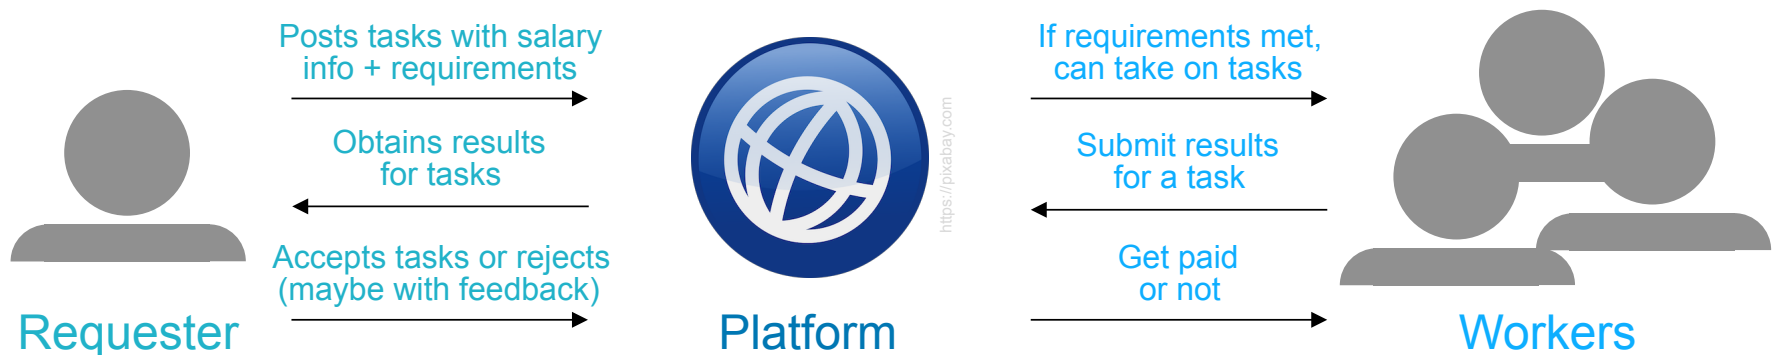 Posts tasks with salary
info + requirements
Obtains results
for tasks
Accepts tasks or rejects
(maybe with feedback)
Requester
https://pixabay.com
Platform
If requirements met,
can take on tasks
Submit results
for a task
Get paid
or not
Workers